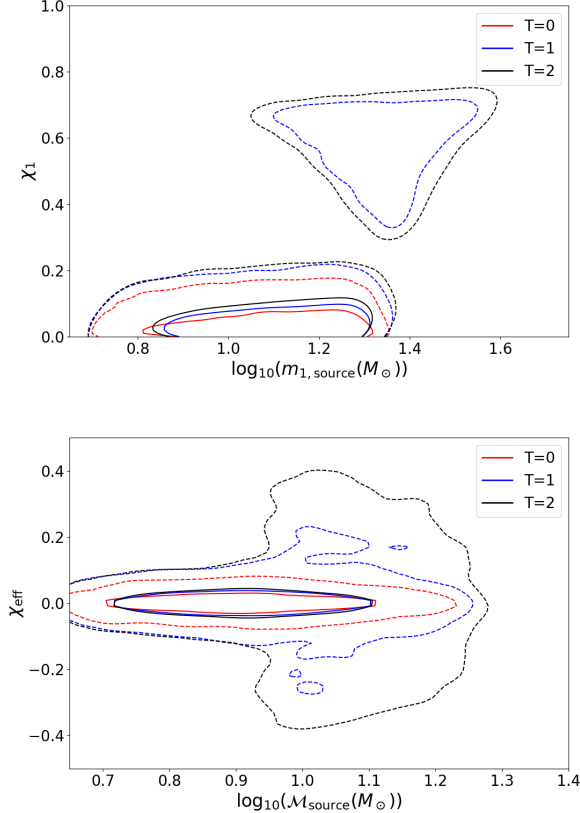 1.0
0.8
0.6
0.4
0.2
0.0
χ₁
T=0
T=1
T=2
0.8 1.0 1.2 1.4 1.6
log₁₀(m₁,source(M⊙))
0.4
0.2
0.0
−0.2
−0.4
χeff
T=0
T=1
T=2
0.7 0.8 0.9 1.0 1.1 1.2 1.3 1.4
log₁₀(ℳsource(M⊙))